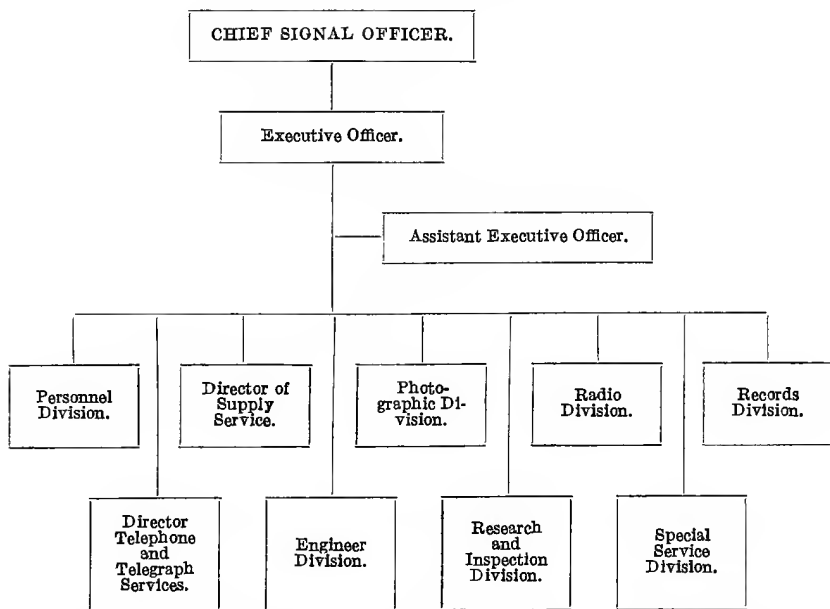 CHIEF SIGNAL OFFICER.
Executive Officer.
Assistant Executive Officer.
Personnel
Division.
Director of
Supply
Service.
Photo-
graphic Di-
vision.
Radio
Division.
Records
Division.
Director
Telephone
and
Telegraph
Services.
Engineer
Division.
Research
and
Inspection
Division.
Special
Service
Division.